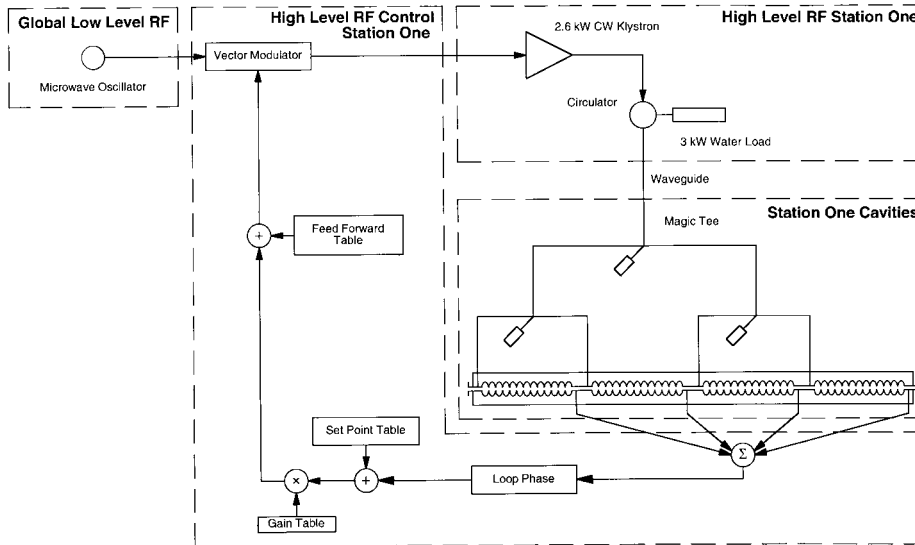 Global Low Level RF
Microwave Oscillator
High Level RF Control
Station One
Vector Modulator
2.6 kW CW Klystron
High Level RF Station One
Circulator
3 kW Water Load
Waveguide
Magic Tee
Station One Cavities
+
Feed Forward
Table
Set Point Table
Σ
×
+
Loop Phase
Gain Table